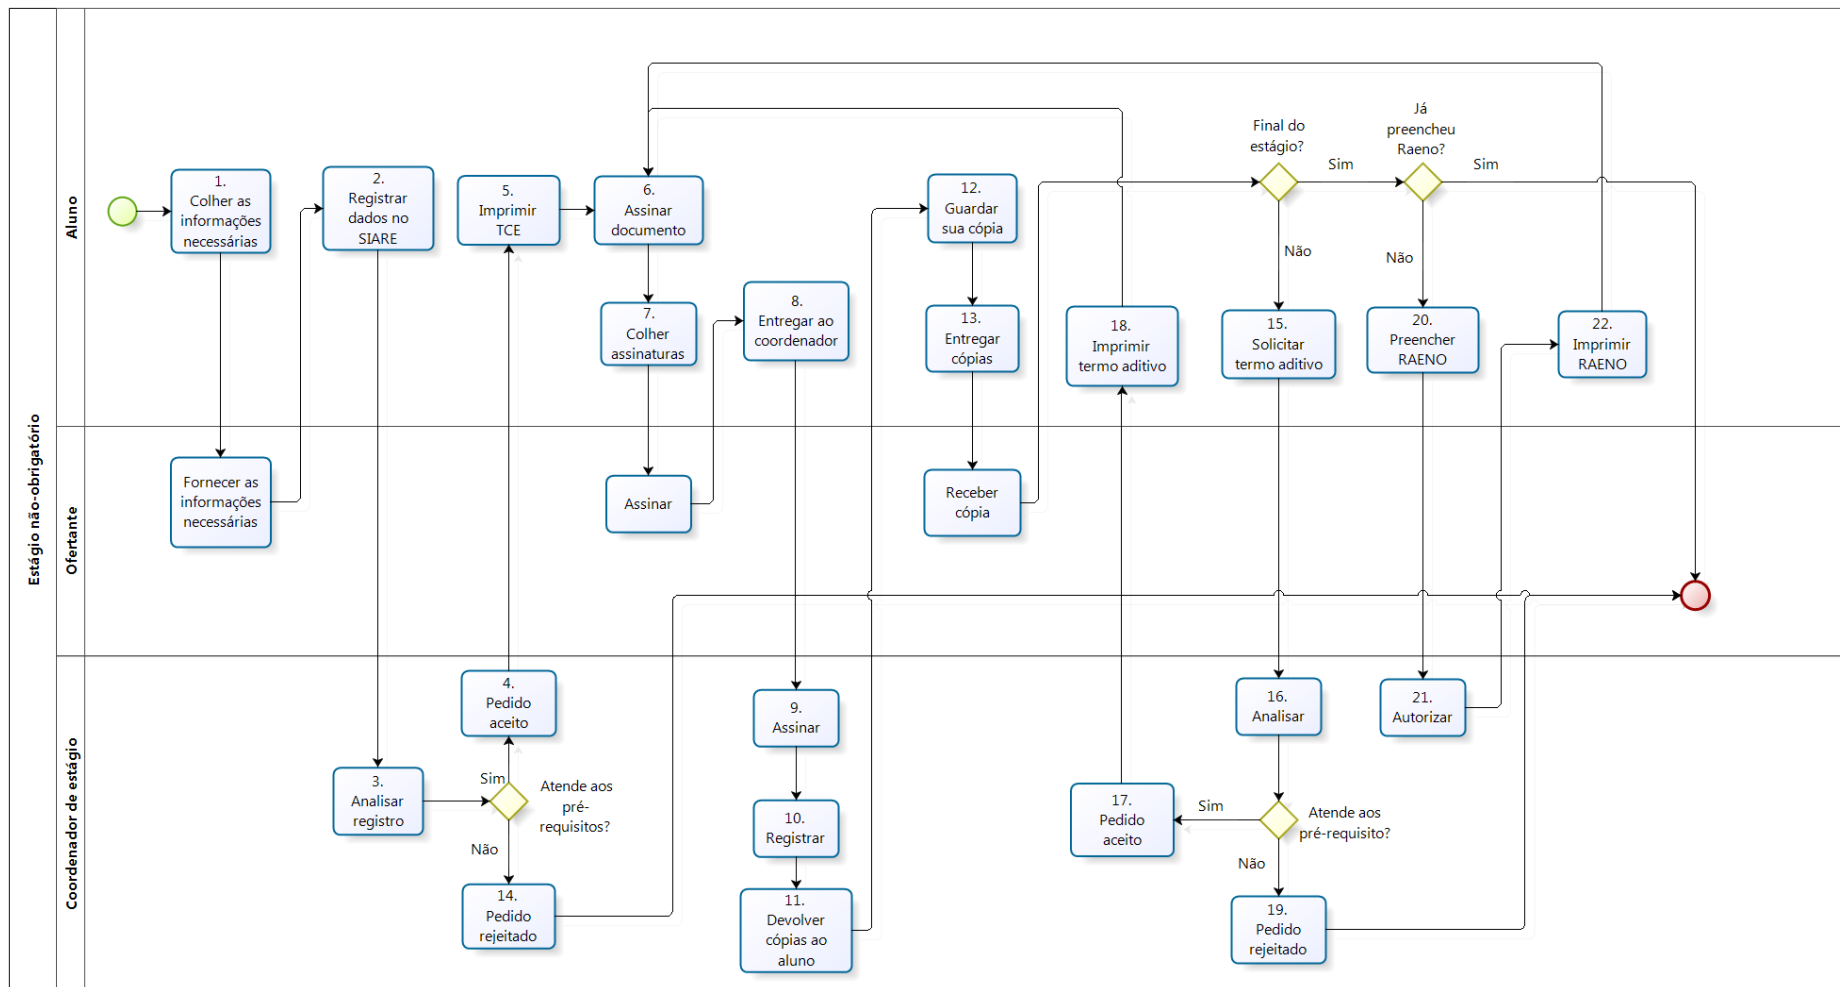 Estágio não-obrigatório
Aluno
1.
Colher as
informações
necessárias
2.
Registrar
dados no
SIARE
5.
Imprimir
TCE
6.
Assinar
documento
7.
Colher
assinaturas
8.
Entregar ao
coordenador
12.
Guardar
sua cópia
13.
Entregar
cópias
18.
Imprimir
termo aditivo
Final do
estágio?
Sim
Não
15.
Solicitar
termo aditivo
Já
preencheu
Raeno?
Sim
Não
20.
Preencher
RAENO
22.
Imprimir
RAENO
Ofertante
Fornecer as
informações
necessárias
Assinar
Receber
cópia
Coordenador de estágio
3.
Analisar
registro
4.
Pedido
aceito
Sim
Atende aos
pré-
requisitos?
Não
14.
Pedido
rejeitado
9.
Assinar
10.
Registrar
11.
Devolver
cópias ao
aluno
16.
Analisar
21.
Autorizar
17.
Pedido
aceito
Sim
Atende aos
pré-requisito?
Não
19.
Pedido
rejeitado